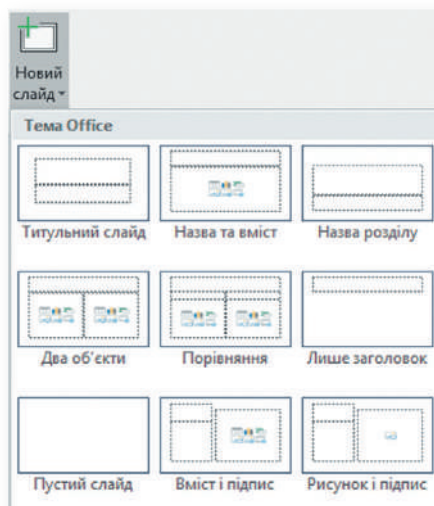 Новий
слайд
Тема Office
Титульний слайд
Назва та вміст
Назва розділу
Два об'єкти
Порівняння
Лише заголовок
Пустий слайд
Вміст і підпис
Рисунок і підпис